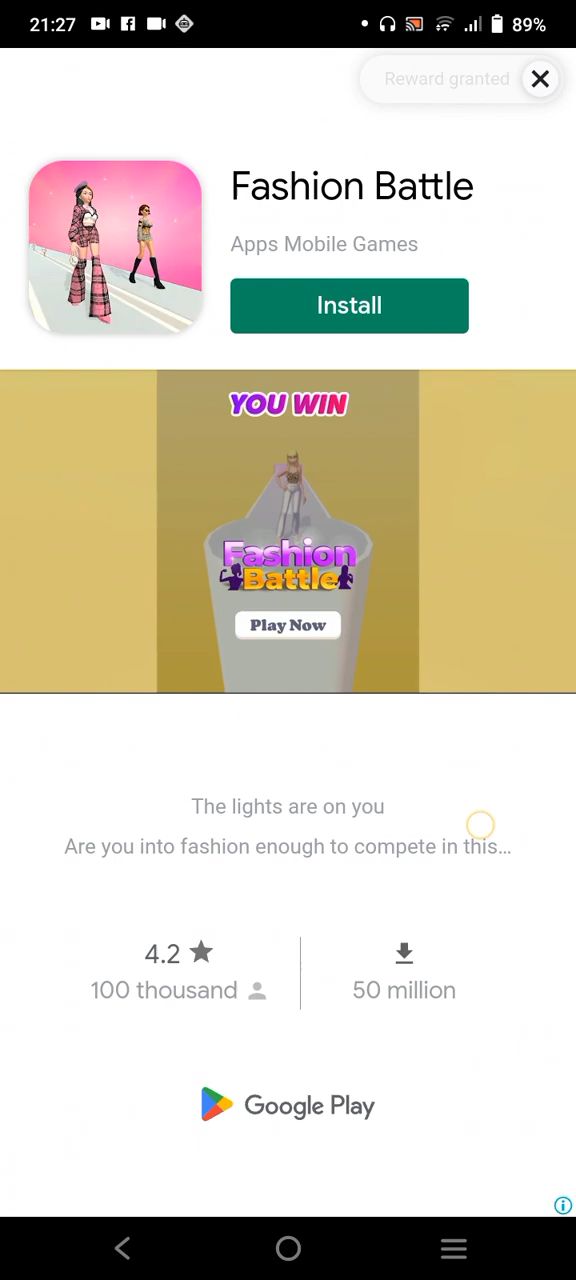 21:27
89%
Reward granted
Fashion Battle
Apps Mobile Games
Install
YOU WIN
Fashion
Battle
Play Now
The lights are on you
Are you into fashion enough to compete in this...
4.2
100 thousand
50 million
Google Play